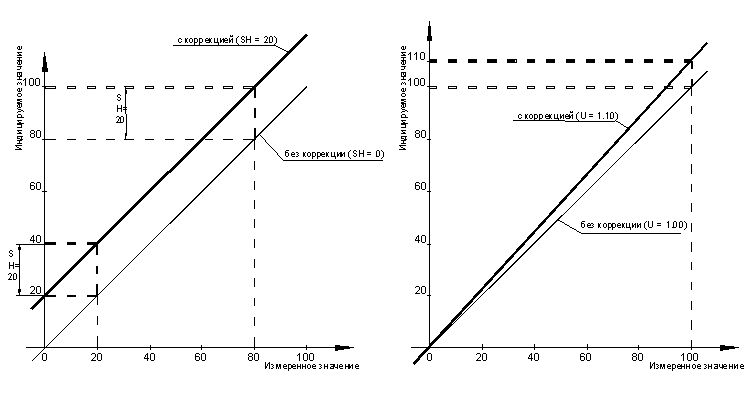 Индицируемое значение
с коррекцией (SH = 20)
100
S
H=
20
80
без коррекции (SH = 0)
60
40
S
H=
20
20
0
20
40
60
80
100
Измеренное значение
Индицируемое значение
110
100
с коррекцией (U = 1.10)
80
60
без коррекции (U = 1.00)
40
20
0
20
40
60
80
100
Измеренное значение